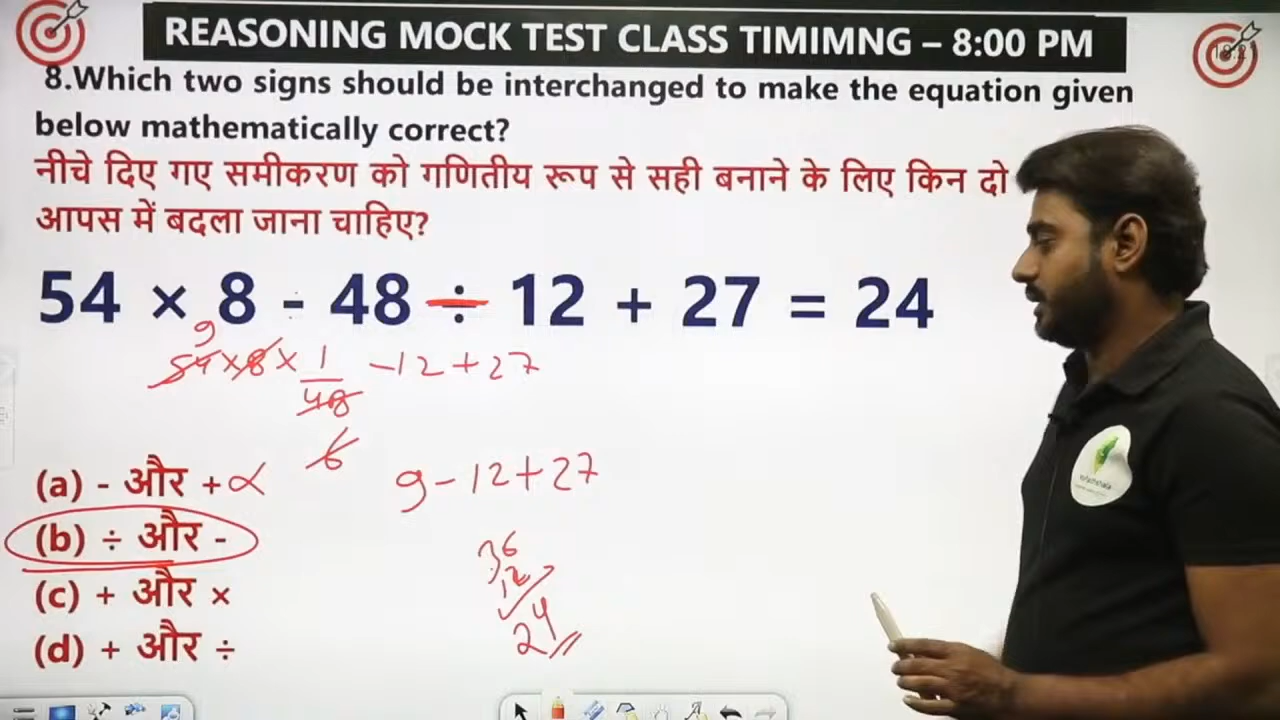 REASONING MOCK TEST CLASS TIMIMNG – 8:00 PM
8.Which two signs should be interchanged to make the equation given
below mathematically correct?
नीचे दिए गए समीकरण को गणितीय रूप से सही बनाने के लिए किन दो
आपस में बदला जाना चाहिए?
54 × 8 - 48 ÷ 12 + 27 = 24
9
54 × 8 × 1/48 - 12 + 27
6
(a) - और +
9 - 12 + 27
(b) ÷ और -
36
12
24
(c) + और ×
(d) + और ÷